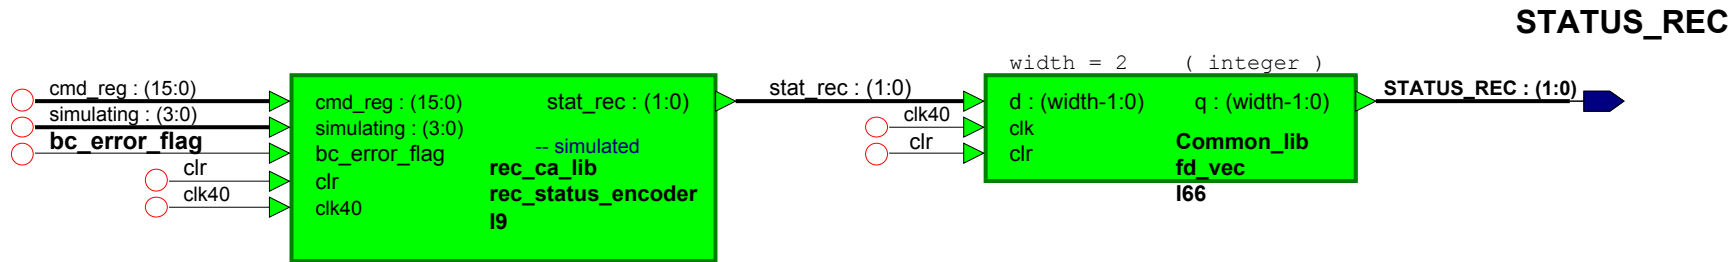 STATUS_REC
cmd_reg : (15:0)
simulating : (3:0)
bc_error_flag
clr
clk40
cmd_reg : (15:0)
stat_rec : (1:0)
simulating : (3:0)
bc_error_flag
-- simulated
clr
clk40
rec_ca_lib
rec_status_encoder
I9
stat_rec : (1:0)
clk40
clr
width = 2 ( integer )
d : (width-1:0)
q : (width-1:0)
clk
clr
Common_lib
fd_vec
I66
STATUS_REC : (1:0)